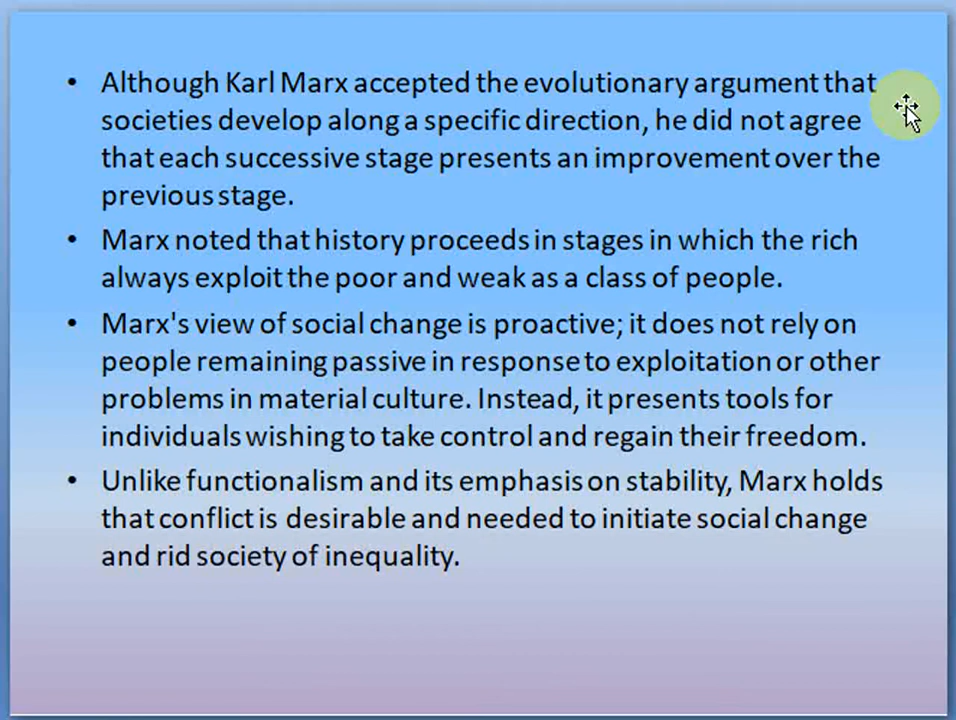 • Although Karl Marx accepted the evolutionary argument that
societies develop along a specific direction, he did not agree
that each successive stage presents an improvement over the
previous stage.
• Marx noted that history proceeds in stages in which the rich
always exploit the poor and weak as a class of people.
• Marx's view of social change is proactive; it does not rely on
people remaining passive in response to exploitation or other
problems in material culture. Instead, it presents tools for
individuals wishing to take control and regain their freedom.
• Unlike functionalism and its emphasis on stability, Marx holds
that conflict is desirable and needed to initiate social change
and rid society of inequality.